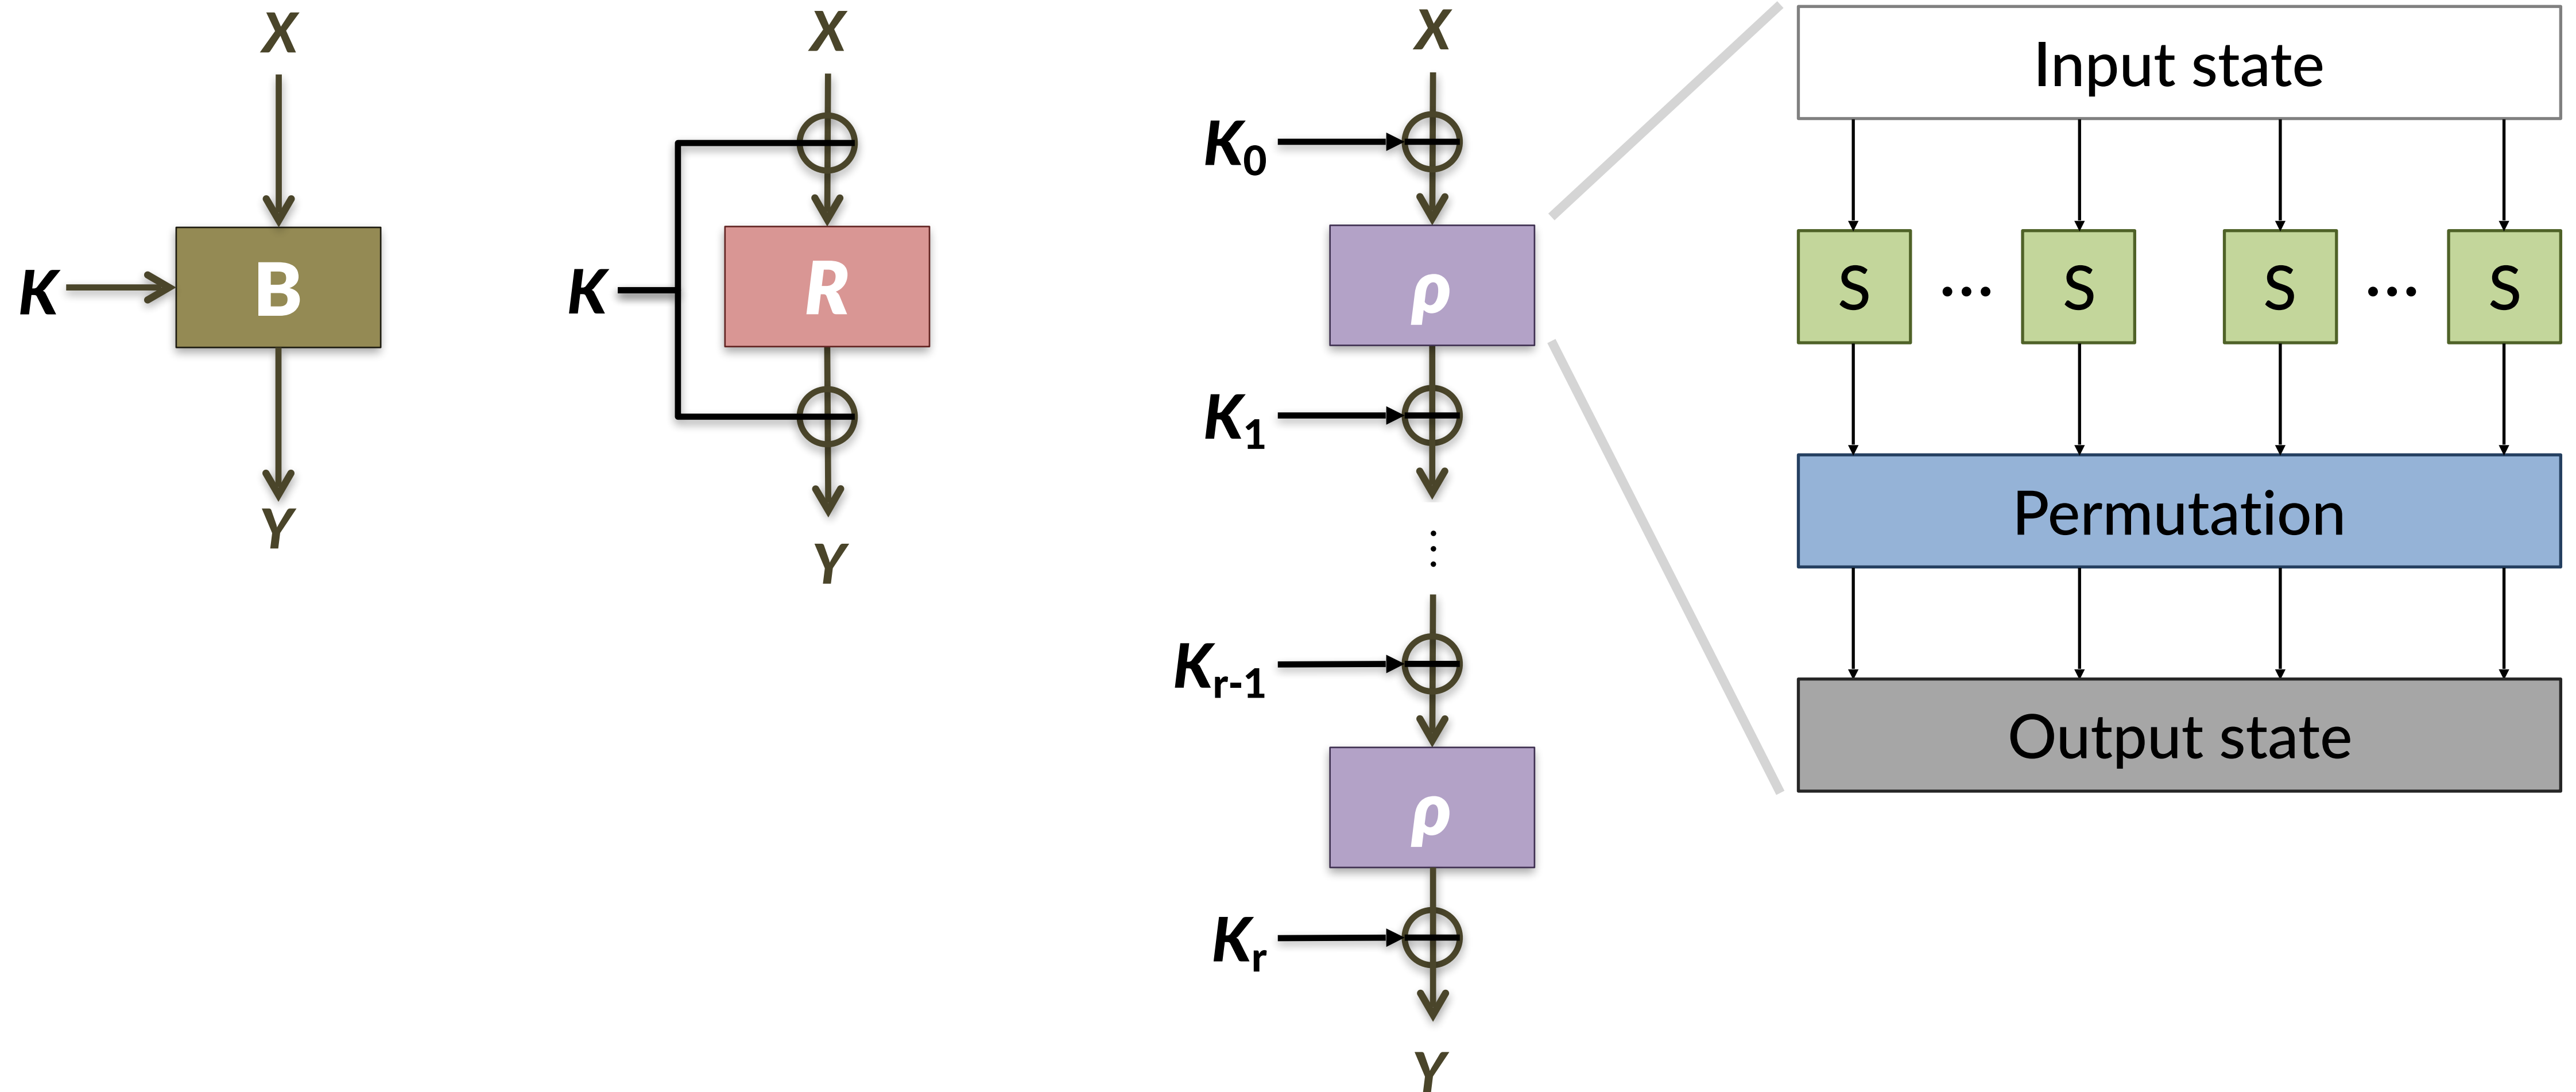 X
K
B
Y
X
K
R
Y
X
K0
ρ
K1
⋮
Kr-1
ρ
Kr
Y
Input state
S ... S S ... S
Permutation
Output state